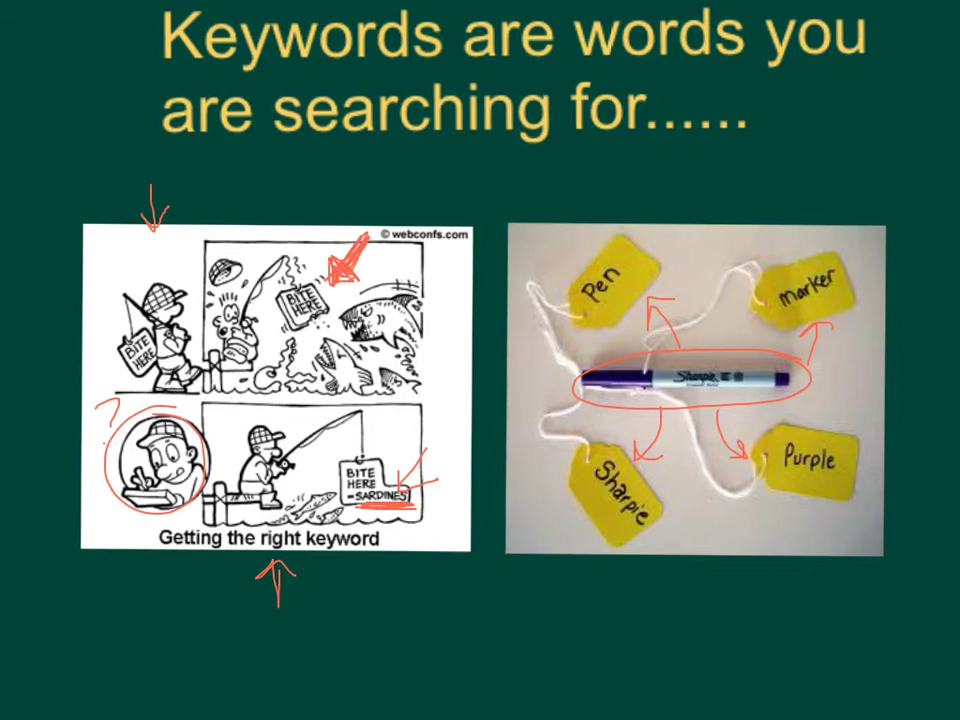 Keywords are words you
are searching for......
© webconfs.com
BITE
HERE
BITE
HERE
?
BITE
HERE
=SARDINES
Getting the right keyword
Pen
marker
Sharpie
Sharpie
Purple